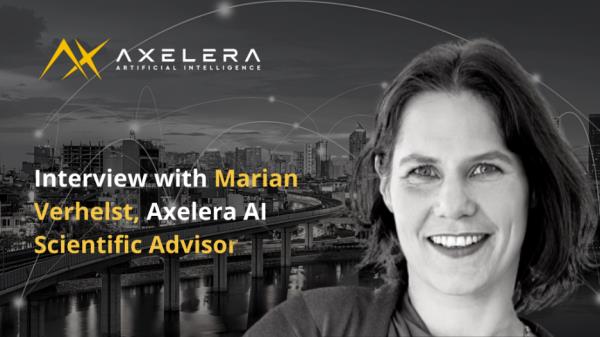 AXELERA
ARTIFICIAL INTELLIGENCE
Interview with Marian
Verhelst, Axelera AI
Scientific Advisor